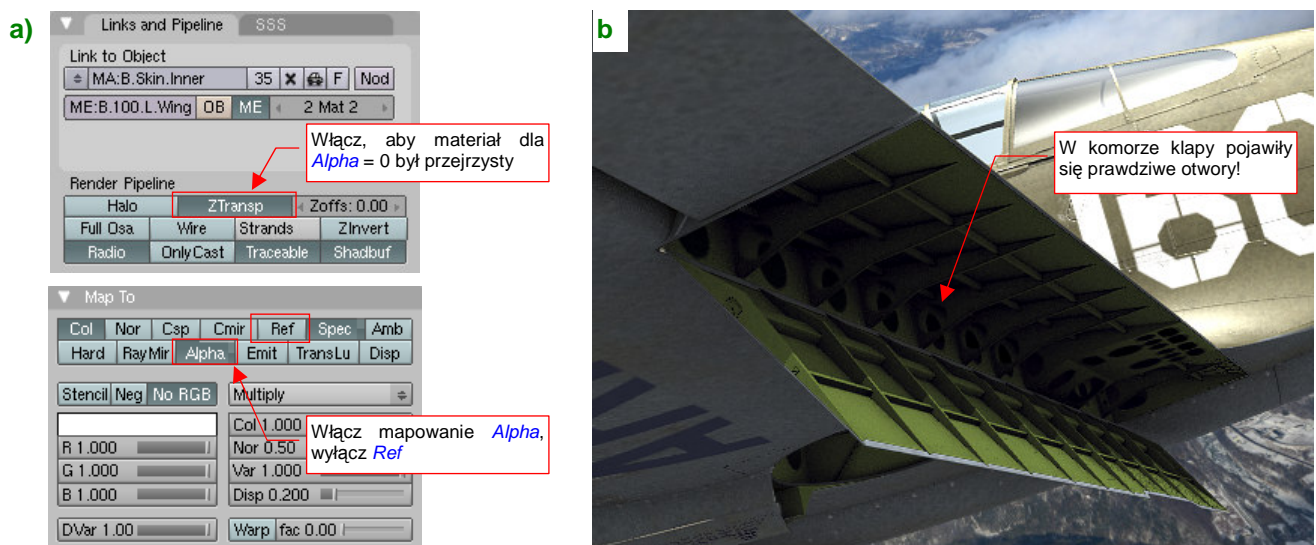 a)
Links and Pipeline SSS
Link to Object
MA:B.Skin.Inner 35 F Nod
ME:B.100.L.Wing OB ME 2 Mat 2
Włącz, aby materiał dla
Alpha = 0 był przejrzysty
Render Pipeline
Halo ZTransp Zoffs: 0.00
Full Osa Wire Strands ZInvert
Radio OnlyCast Traceable Shadbuf
Map To
Col Nor Csp Cmir Ref Spec Amb
Hard RayMir Alpha Emit TransLu Disp
Stencil Neg No RGB Multiply
Col 1.000
R 1.000 Nor 0.50
G 1.000 Var 1.000
B 1.000 Disp 0.200
DVar 1.00 Warp fac 0.00
Włącz mapowanie Alpha,
wyłącz Ref
b
W komorze klapy pojawiły
się prawdziwe otwory!